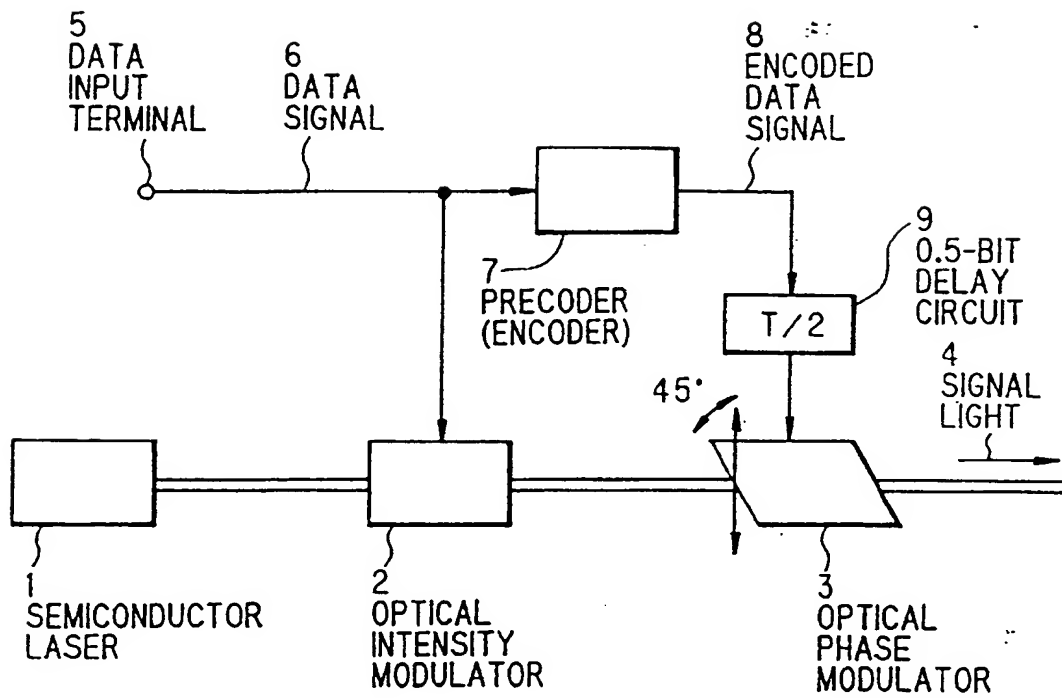 5
DATA
INPUT
TERMINAL
6
DATA
SIGNAL
8
ENCODED
DATA
SIGNAL
7
PRECODER
(ENCODER)
9
0.5-BIT
DELAY
CIRCUIT
T/2
45°
4
SIGNAL
LIGHT
1
SEMICONDUCTOR
LASER
2
OPTICAL
INTENSITY
MODULATOR
3
OPTICAL
PHASE
MODULATOR